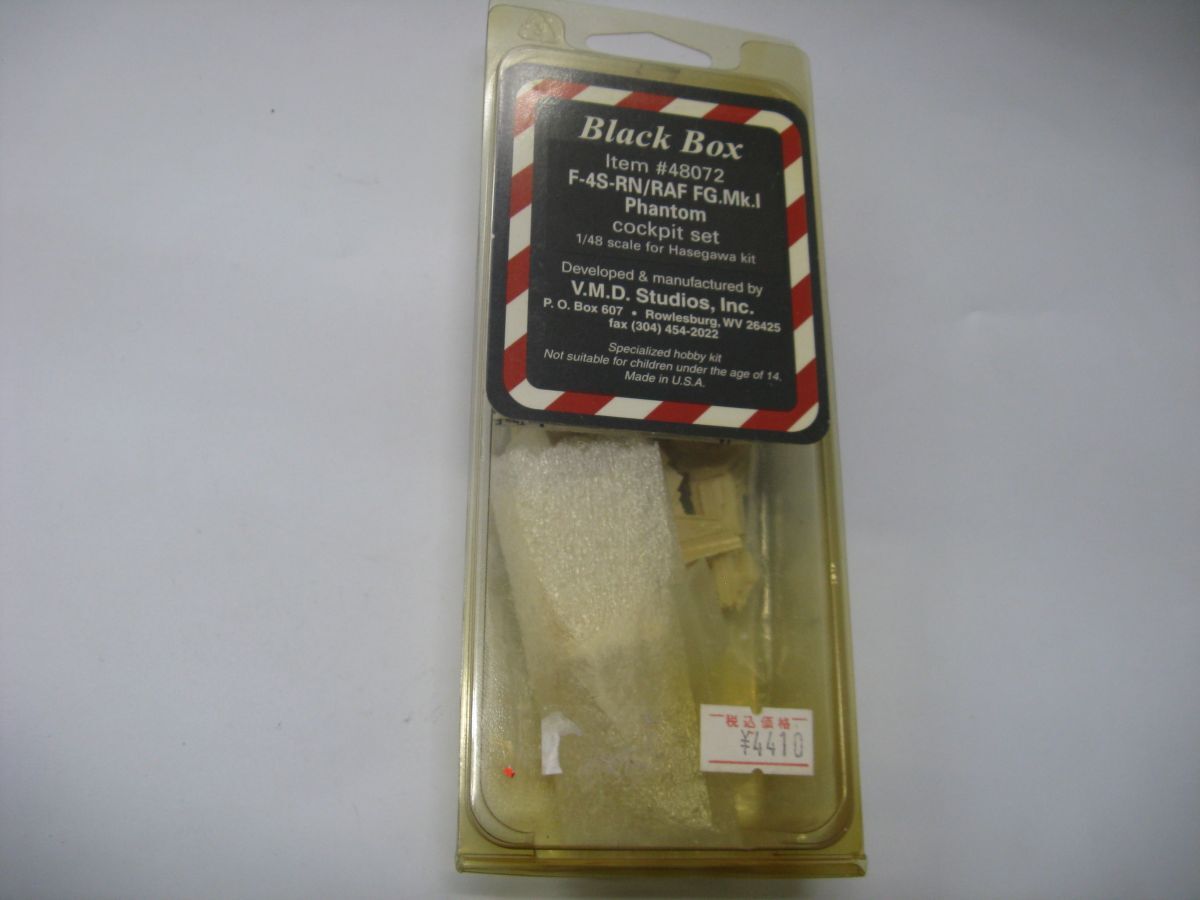 Black Box
Item #48072
F-4S-RN/RAF FG.Mk.I
Phantom
cockpit set
1/48 scale for Hasegawa kit
Developed & manufactured by
V.M.D. Studios, Inc.
P. O. Box 607 • Rowlesburg, WV 26425
fax (304) 454-2022
Specialized hobby kit
Not suitable for children under the age of 14.
Made in U.S.A.
税込価格
¥4410